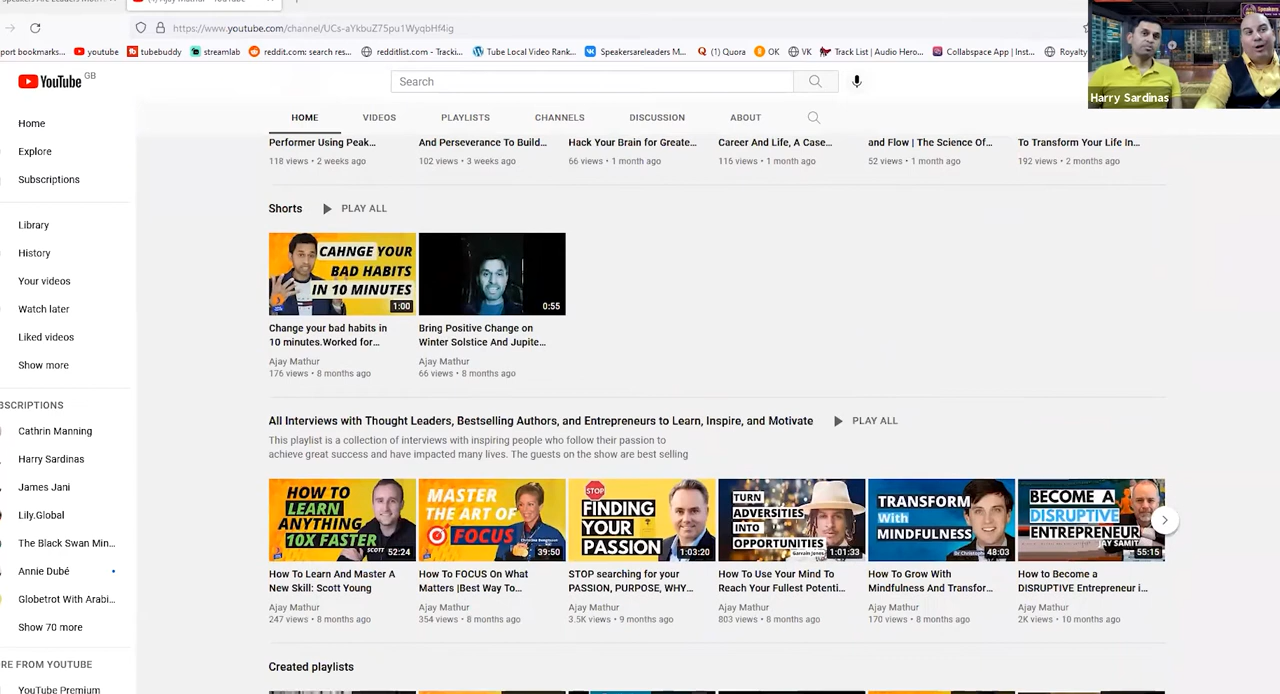 Ajay Mathur - YouTube
https://www.youtube.com/channel/UCs-aYkbuZ75pu1WyqbHf4ig
port bookmarks...
youtube
tubebuddy
streamlab
reddit.com: search res...
redditlist.com - Tracki...
Tube Local Video Rank...
Speakersareleaders M...
(1) Quora
OK
VK
Track List | Audio Hero...
Collabspace App | Inst...
Royalty
Harry Sardinas
YouTube GB
Search
HOME
VIDEOS
PLAYLISTS
CHANNELS
DISCUSSION
ABOUT
Home
Explore
Subscriptions
Library
History
Your videos
Watch later
Liked videos
Show more
BSCRIPTIONS
Cathrin Manning
Harry Sardinas
James Jani
Lily.Global
The Black Swan Min...
Annie Dubé
Globetrot With Arabi...
Show 70 more
RE FROM YOUTUBE
YouTube Premium
Performer Using Peak...
118 views • 2 weeks ago
And Perseverance To Build...
102 views • 3 weeks ago
Hack Your Brain for Greate...
66 views • 1 month ago
Career And Life, A Case...
116 views • 1 month ago
and Flow | The Science Of...
52 views • 1 month ago
To Transform Your Life In...
192 views • 2 months ago
Shorts
PLAY ALL
CAHNGE YOUR
BAD HABITS
IN 10 MINUTES
1:00
Change your bad habits in
10 minutes.Worked for...
Ajay Mathur
176 views • 8 months ago
0:55
Bring Positive Change on
Winter Solstice And Jupite...
Ajay Mathur
66 views • 8 months ago
All Interviews with Thought Leaders, Bestselling Authors, and Entrepreneurs to Learn, Inspire, and Motivate
PLAY ALL
This playlist is a collection of interviews with inspiring people who follow their passion to
achieve great success and have impacted many lives. The guests on the show are best selling
HOW TO
LEARN
ANYTHING
10X FASTER
SCOTT
52:24
How To Learn And Master A
New Skill: Scott Young
Ajay Mathur
247 views • 8 months ago
MASTER
THE ART OF
FOCUS
39:50
How To FOCUS On What
Matters |Best Way To...
Ajay Mathur
354 views • 8 months ago
STOP
FINDING
YOUR
PASSION
1:03:20
STOP searching for your
PASSION, PURPOSE, WHY...
Ajay Mathur
3.5K views • 9 months ago
TURN
ADVERSITIES
INTO
OPPORTUNITIES
Garrain Jones
1:01:33
How To Use Your Mind To
Reach Your Fullest Potenti...
Ajay Mathur
803 views • 8 months ago
TRANSFORM
With
MINDFULNESS
48:03
How To Grow With
Mindfulness And Transfor...
Ajay Mathur
170 views • 8 months ago
BECOME A
DISRUPTIVE
ENTREPRENEUR
JAY SAMIT
55:15
How to Become a
DISRUPTIVE Entrepreneur i...
Ajay Mathur
2K views • 10 months ago
Created playlists